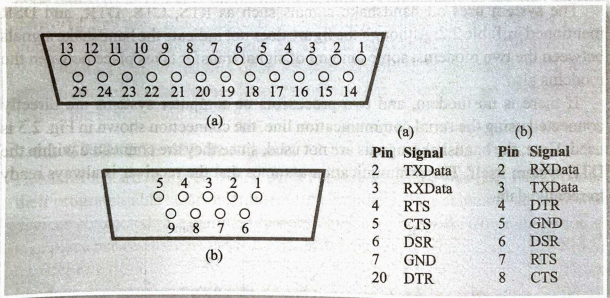 13 12 11 10 9 8 7 6 5 4 3 2 1
25 24 23 22 21 20 19 18 17 16 15 14
(a)
5 4 3 2 1
9 8 7 6
(b)
(a)
Pin Signal
2 TXData
3 RXData
4 RTS
5 CTS
6 DSR
7 GND
20 DTR
(b)
Pin Signal
2 RXData
3 TXData
4 DTR
5 GND
6 DSR
7 RTS
8 CTS